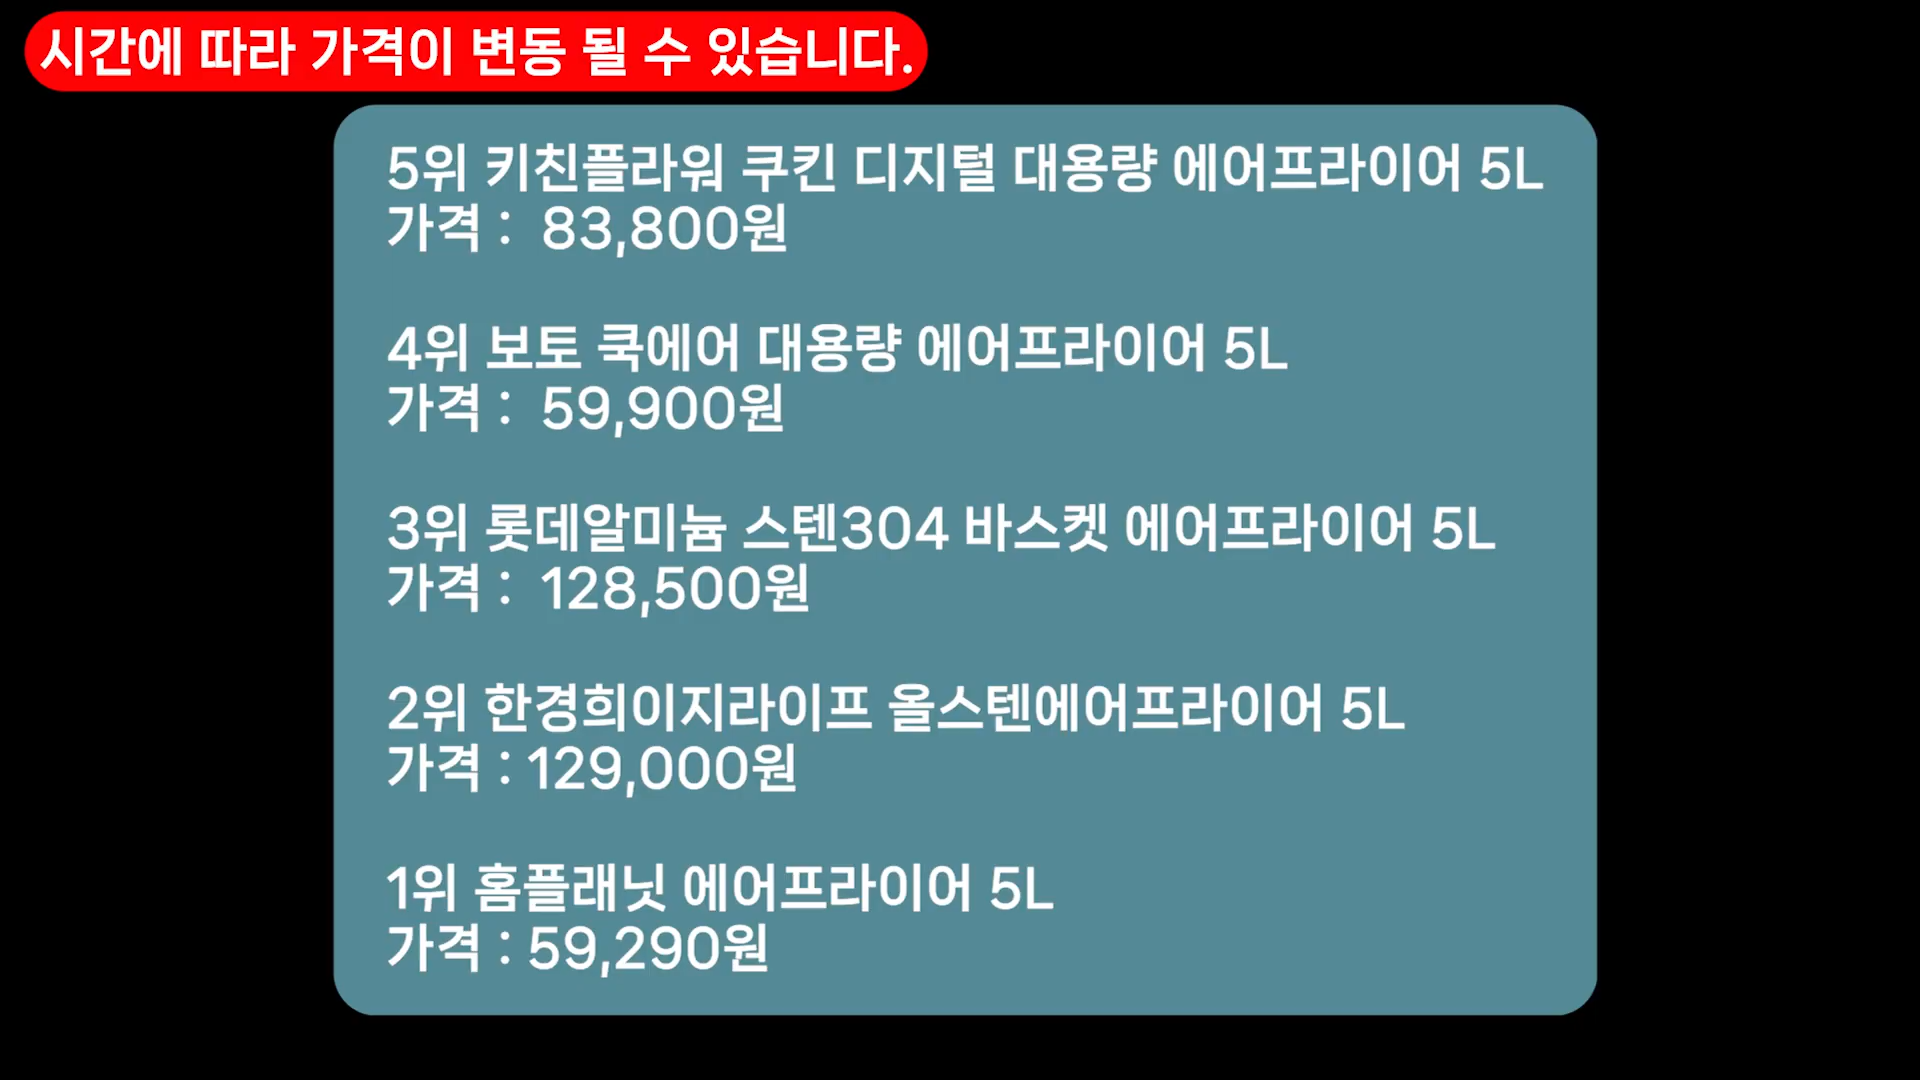 시간에 따라 가격이 변동 될 수 있습니다.
5위 키친플라워 쿠킨 디지털 대용량 에어프라이어 5L
가격 : 83,800원
4위 보토 쿡에어 대용량 에어프라이어 5L
가격 : 59,900원
3위 롯데알미늄 스텐304 바스켓 에어프라이어 5L
가격 : 128,500원
2위 한경희이지라이프 올스텐에어프라이어 5L
가격 : 129,000원
1위 홈플래닛 에어프라이어 5L
가격 : 59,290원